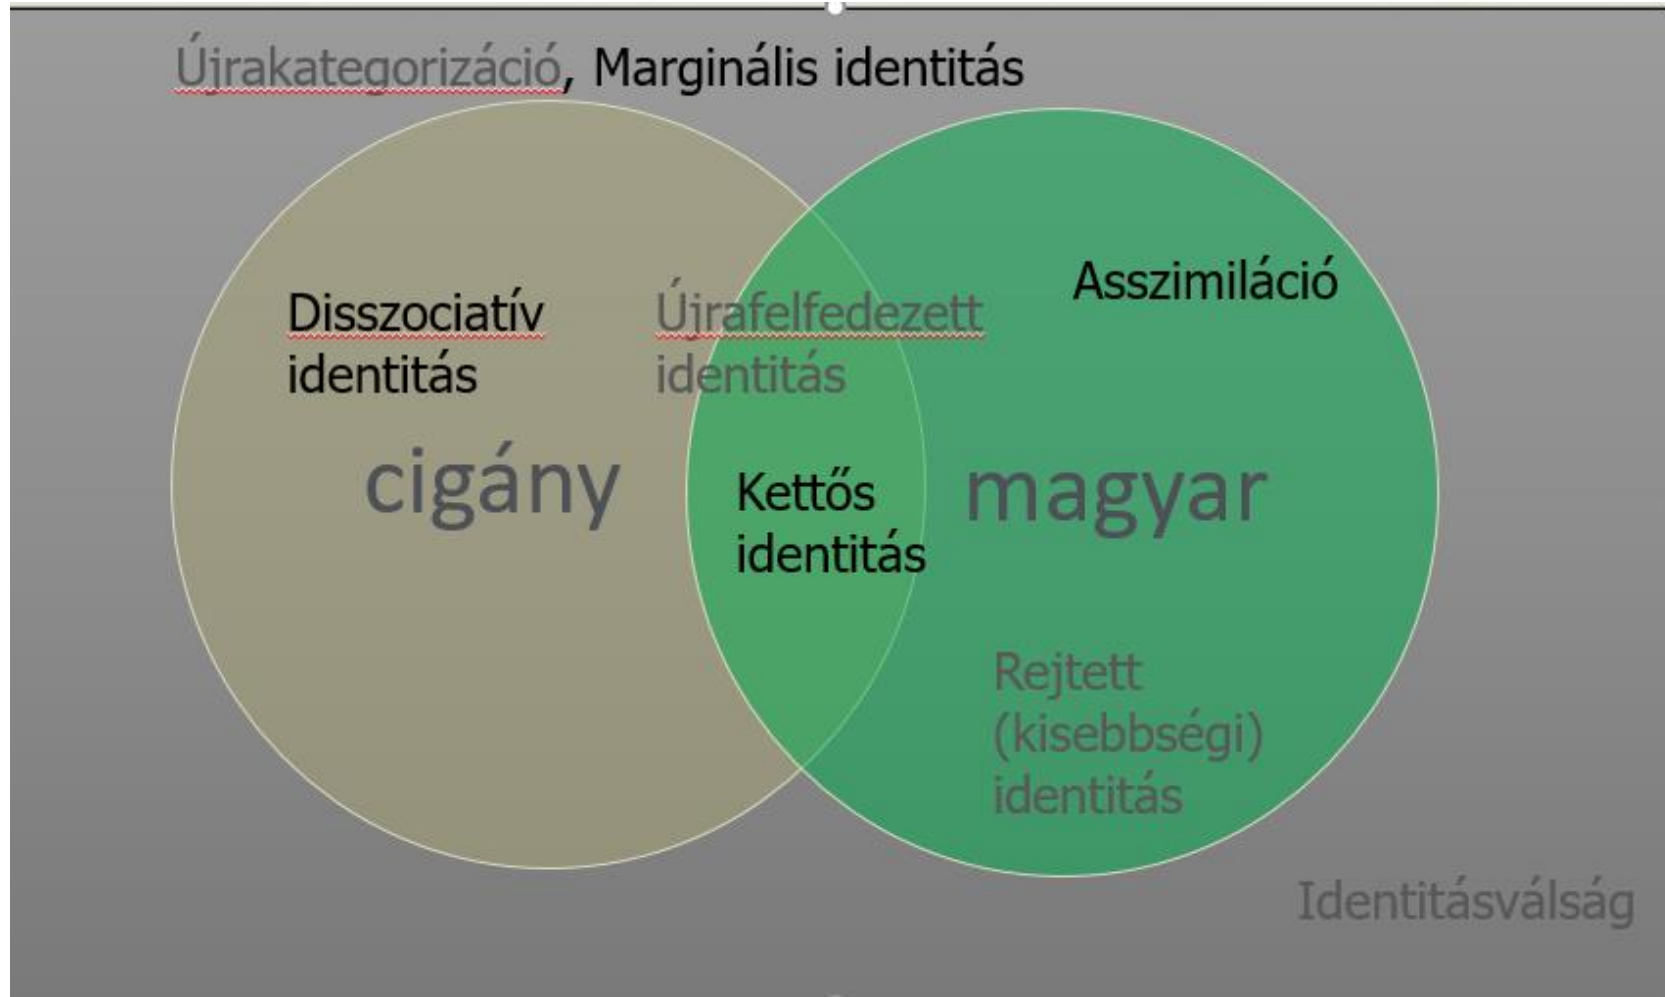 Újrakategorizáció, Marginális identitás
Disszociatív
identitás
Újrafelfedezett
identitás
Asszimiláció
cigány
Kettős
identitás
magyar
Rejtett
(kisebbségi)
identitás
Identitásválság